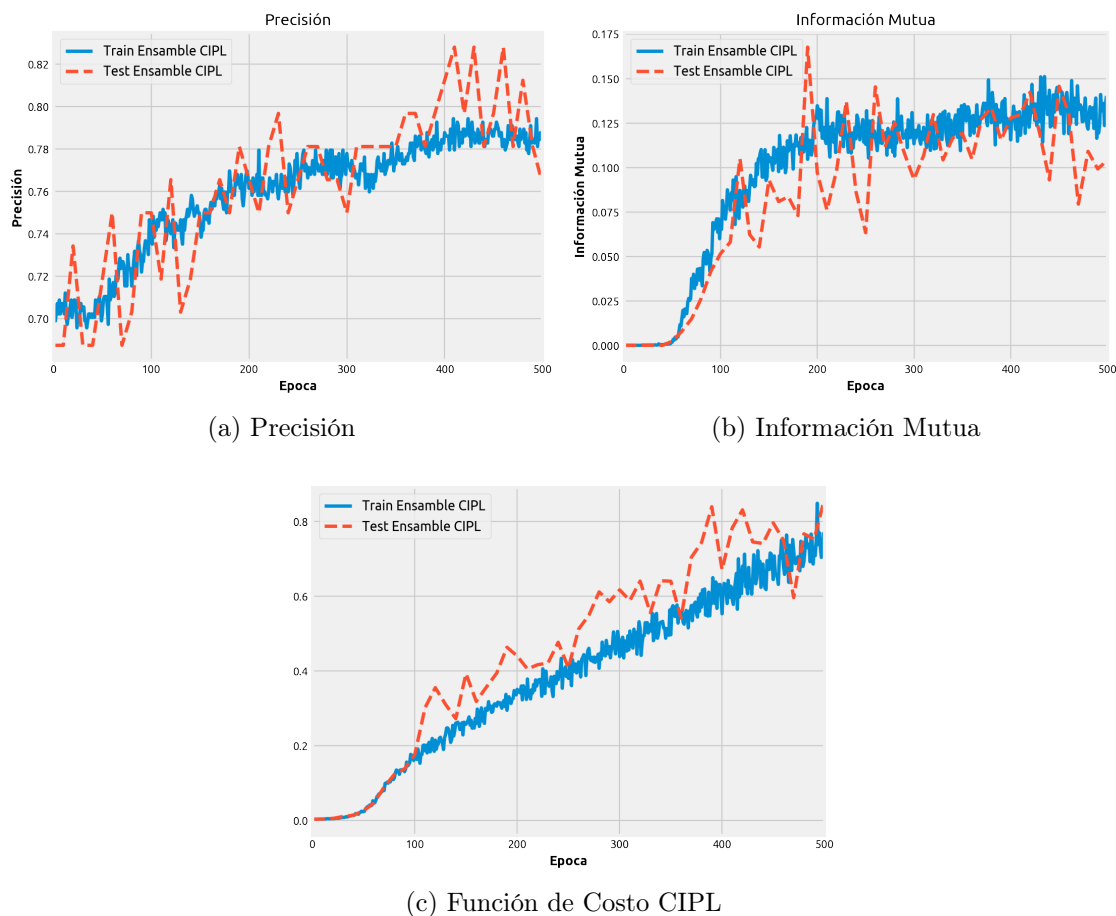 Precisión
Train Ensamble CIPL
Test Ensamble CIPL
0.82
0.80
0.78
0.76
0.74
0.72
0.70
Precisión
0 100 200 300 400 500
Epoca
(a) Precisión
Información Mutua
Train Ensamble CIPL
Test Ensamble CIPL
0.175
0.150
0.125
0.100
0.075
0.050
0.025
0.000
Información Mutua
0 100 200 300 400 500
Epoca
(b) Información Mutua
Train Ensamble CIPL
Test Ensamble CIPL
0.8
0.6
0.4
0.2
0.0
0 100 200 300 400 500
Epoca
(c) Función de Costo CIPL